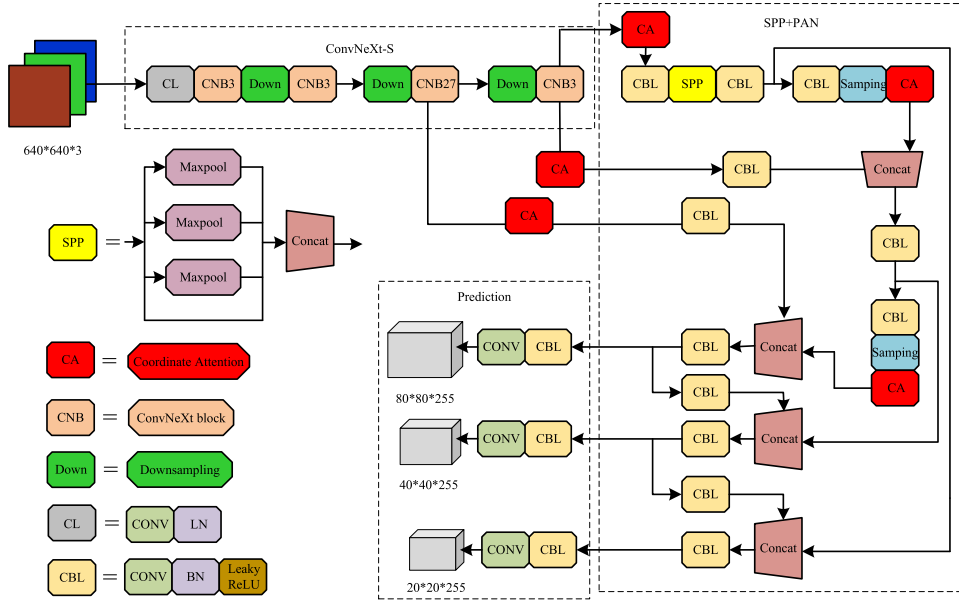 ConvNeXt-S
SPP+PAN
640*640*3
CL
CNB3
Down
CNB3
Down
CNB27
Down
CNB3
CA
CBL
SPP
CBL
CBL
Samping
CA
CA
CBL
Concat
CA
CBL
CBL
CBL
Samping
CA
Maxpool
Maxpool
Maxpool
SPP
=
Concat
Prediction
80*80*255
CONV
CBL
CBL
Concat
CBL
40*40*255
CONV
CBL
CBL
Concat
CBL
20*20*255
CONV
CBL
CBL
Concat
CA
=
Coordinate Attention
CNB
=
ConvNeXt block
Down
=
Downsampling
CL
=
CONV
LN
CBL
=
CONV
BN
Leaky
ReLU